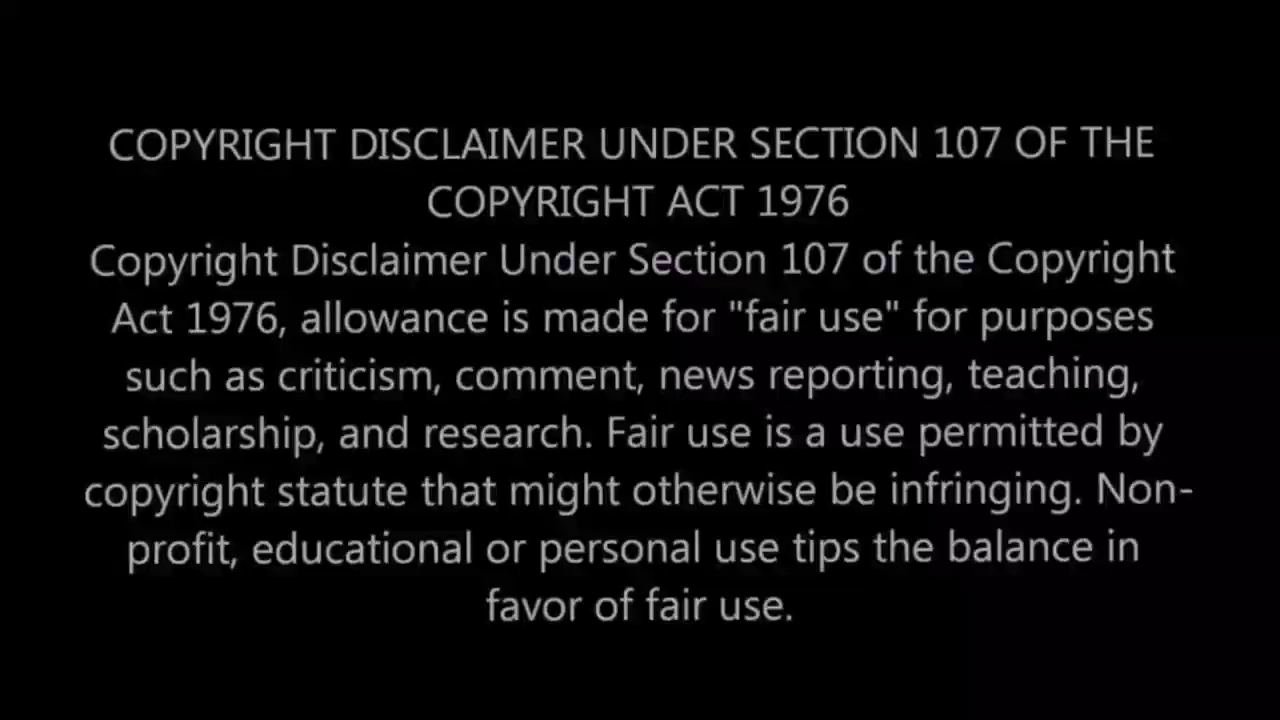 COPYRIGHT DISCLAIMER UNDER SECTION 107 OF THE
COPYRIGHT ACT 1976
Copyright Disclaimer Under Section 107 of the Copyright
Act 1976, allowance is made for "fair use" for purposes
such as criticism, comment, news reporting, teaching,
scholarship, and research. Fair use is a use permitted by
copyright statute that might otherwise be infringing. Non-
profit, educational or personal use tips the balance in
favor of fair use.